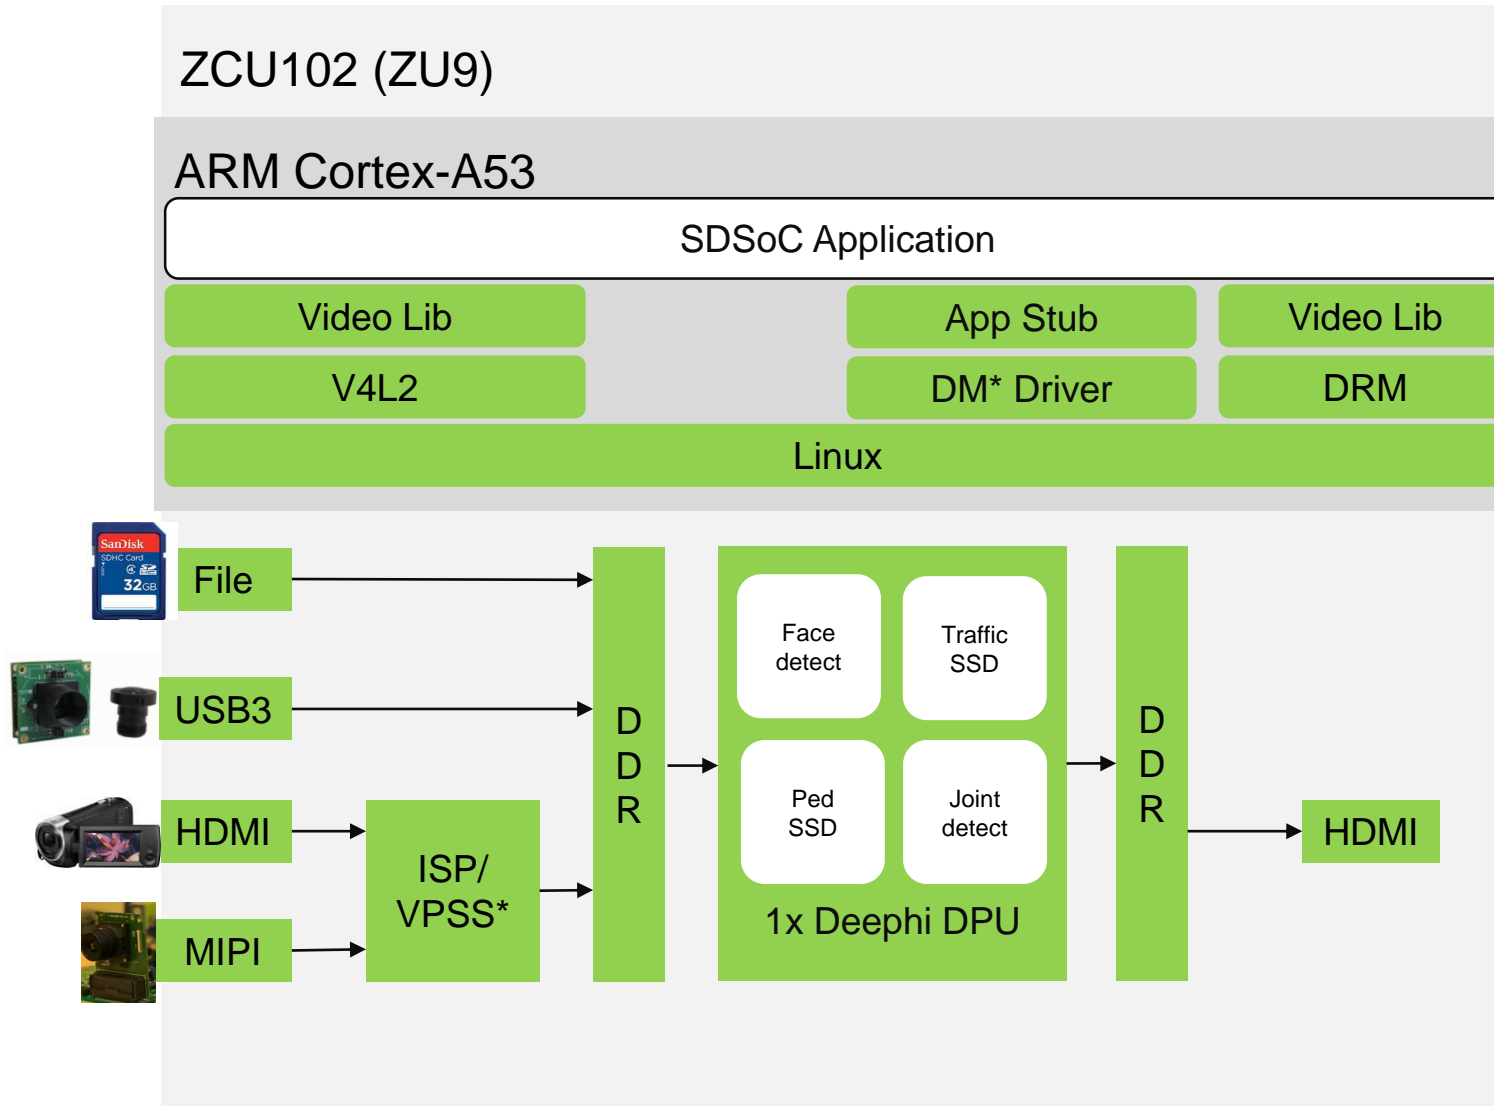 ZCU102 (ZU9)
ARM Cortex-A53
SDSoC Application
Video Lib
App Stub
Video Lib
V4L2
DM* Driver
DRM
Linux
SanDisk
SDHC Card
32GB
File
USB3
HDMI
MIPI
ISP/
VPSS*
D
D
R
Face
detect
Traffic
SSD
Ped
SSD
Joint
detect
1x Deephi DPU
D
D
R
HDMI